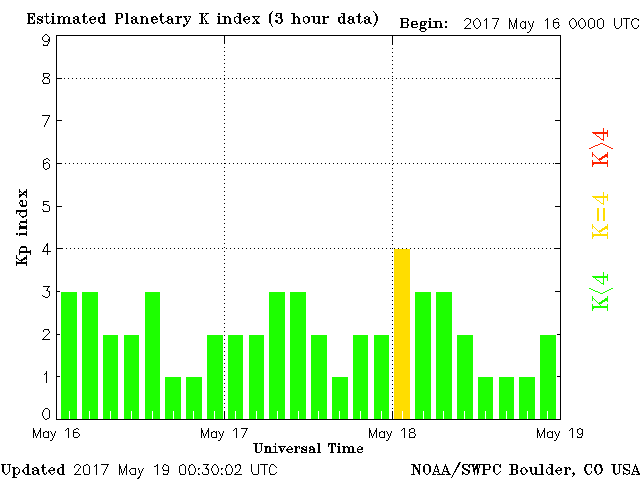 Estimated Planetary K index (3 hour data) Begin: 2017 May 16 0000 UTC
9
8
7
6
5
4
3
2
1
0
Kp index
K>4
K=4
K<4
May 16 May 17 May 18 May 19
Universal Time
Updated 2017 May 19 00:30:02 UTC NOAA/SWPC Boulder, CO USA